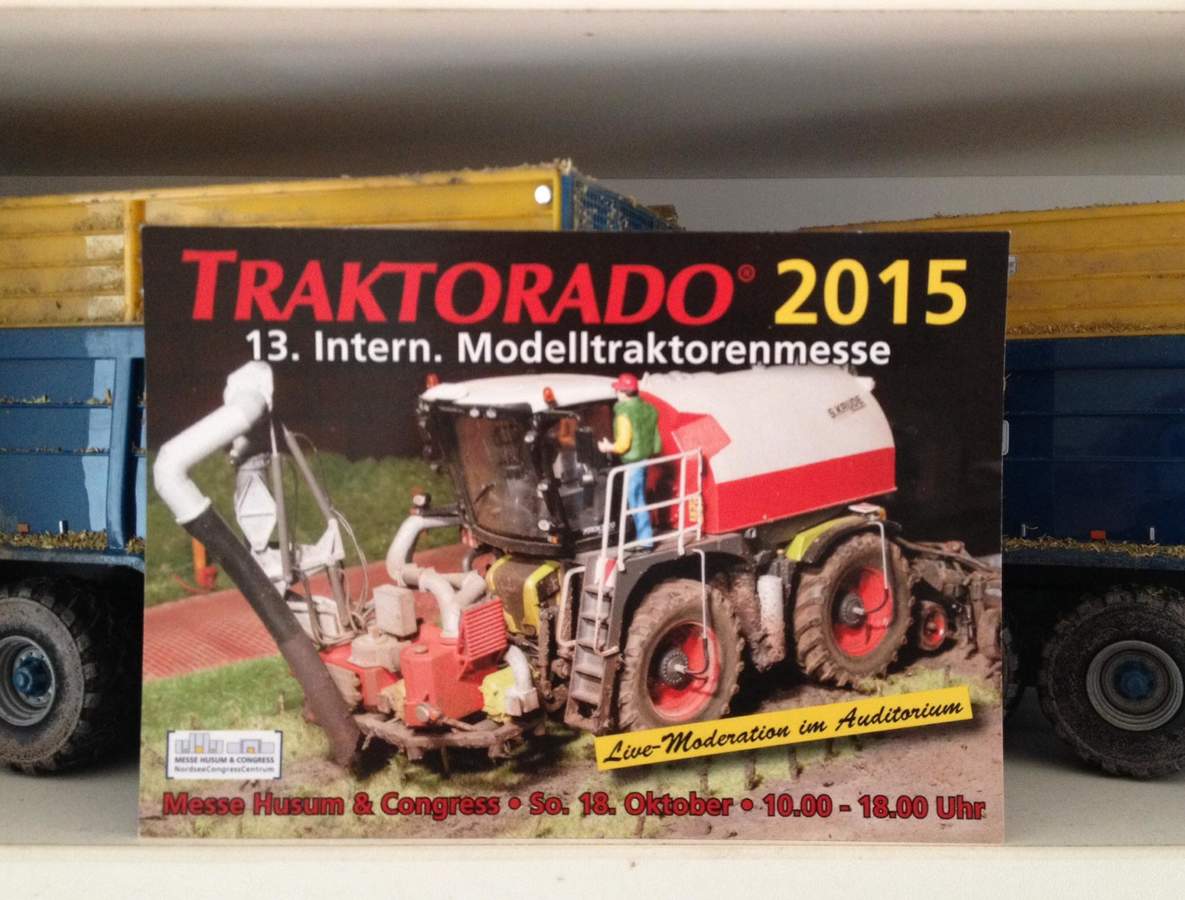 TRAKTORADO® 2015
13. Intern. Modelltraktorenmesse
S.KRUDE
Live-Moderation im Auditorium
MESSE HUSUM & CONGRESS
NordseeCongressCentrum
Messe Husum & Congress • So. 18. Oktober • 10.00 - 18.00 Uhr